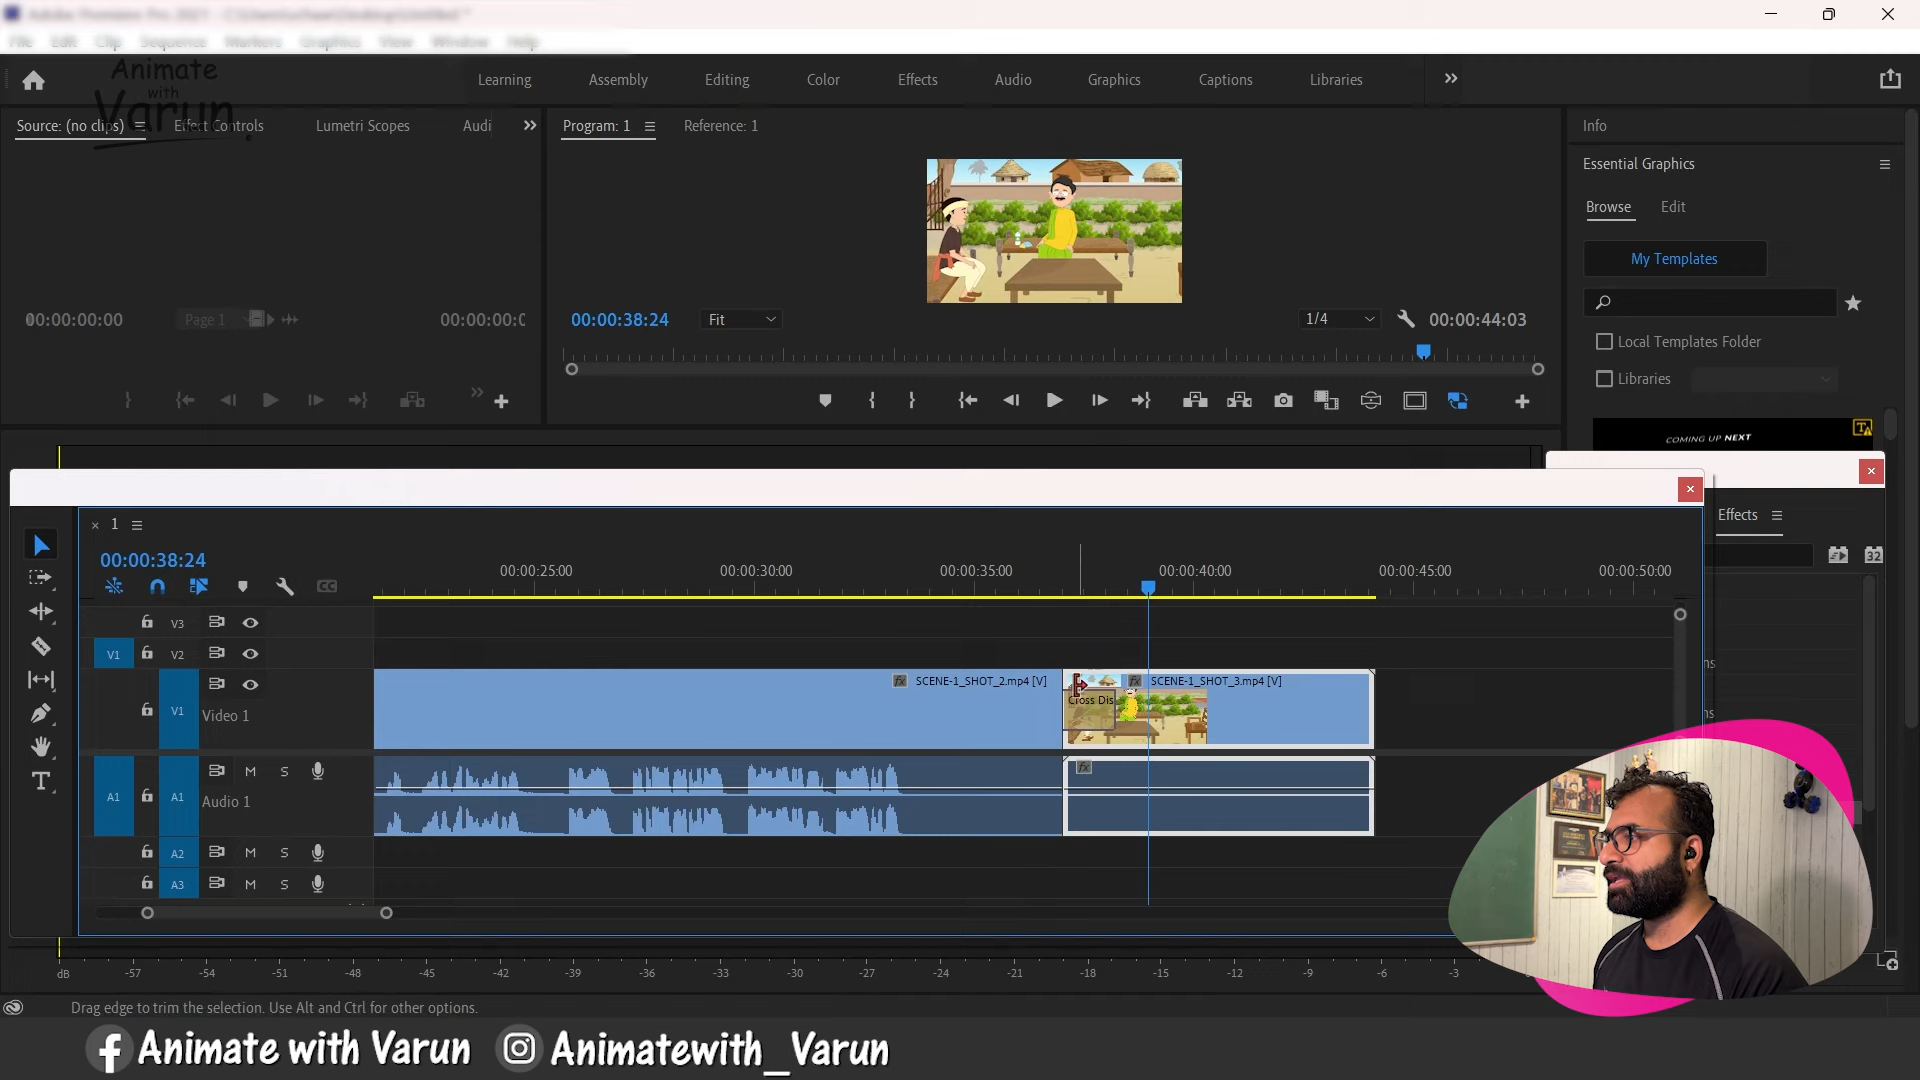 Animate
with
Varun
Learning
Assembly
Editing
Color
Effects
Audio
Graphics
Captions
Libraries
Source: (no clips)
Effect Controls
Lumetri Scopes
Audi
Program: 1
Reference: 1
Info
Essential Graphics
Browse
Edit
My Templates
00:00:00:00
Page 1
00:00:38:24
Fit
1/4
00:00:44:03
Local Templates Folder
Libraries
COMING UP NEXT
1
Effects
00:00:38:24
00:00:25:00
00:00:30:00
00:00:35:00
00:00:40:00
00:00:45:00
00:00:50:00
32
V3
V1
V2
fx SCENE-1_SHOT_2.mp4 [V]
fx SCENE-1_SHOT_3.mp4 [V]
Cross Dis
V1
Video 1
A1
A1
M
S
fx
Audio 1
A2
M
S
A3
M
S
dB
-57
-54
-51
-48
-45
-42
-39
-36
-33
-30
-27
-24
-21
-18
-15
-12
-9
-6
-3
Drag edge to trim the selection. Use Alt and Ctrl for other options.
Animate with Varun
Animatewith_Varun